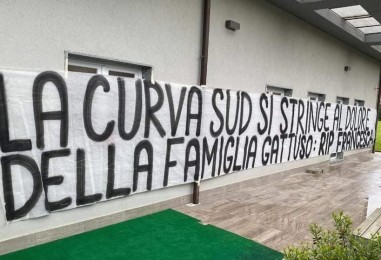 LA CURVA SUD SI STRINGE AL DOLORE
DELLA FAMIGLIA GATTUSO: RIP FRANCESCA